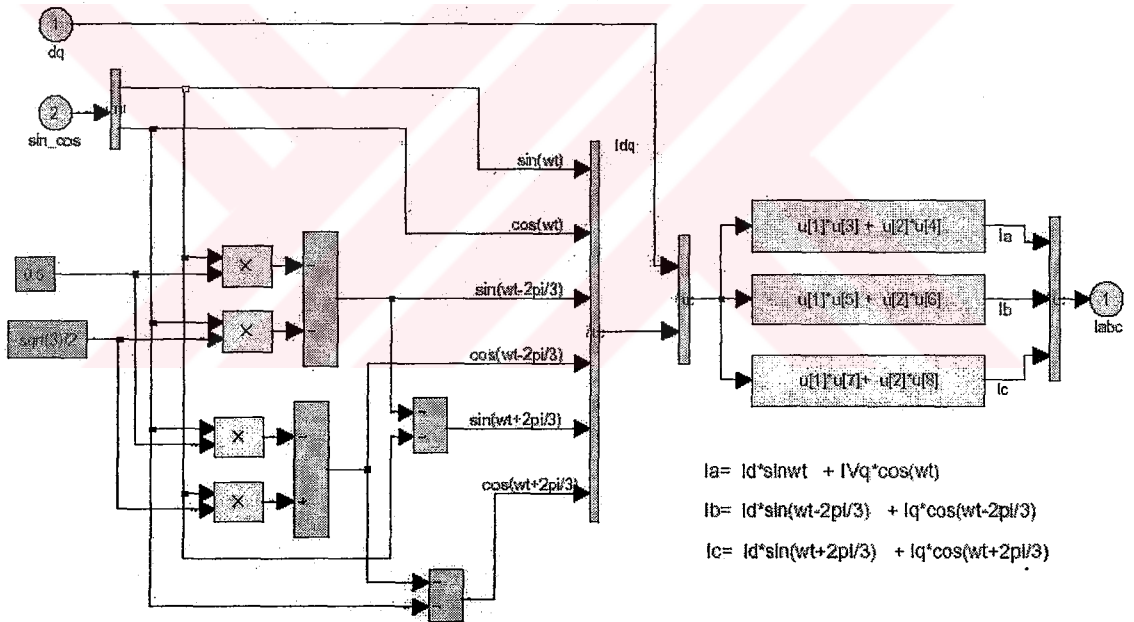 1
dq
2
sin_cos
Idq
sin(wt)
cos(wt)
sin(wt-2pi/3)
cos(wt-2pi/3)
sin(wt+2pi/3)
cos(wt+2pi/3)
0.5
sqrt(3)/2
×
×
×
×
u[1]*u[3] + u[2]*u[4]
Ia
u[1]*u[5] + u[2]*u[6]
Ib
u[1]*u[7]+ u[2]*u[8]
Ic
1
Iabc
Ia= Id*sinwt + IVq*cos(wt)
Ib= Id*sin(wt-2pi/3) + Iq*cos(wt-2pi/3)
Ic= Id*sin(wt+2pi/3) + Iq*cos(wt+2pi/3)